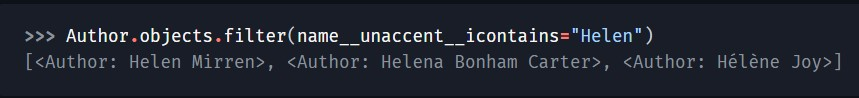 >>> Author.objects.filter(name__unaccent__icontains="Helen")
[<Author: Helen Mirren>, <Author: Helena Bonham Carter>, <Author: Hélène Joy>]